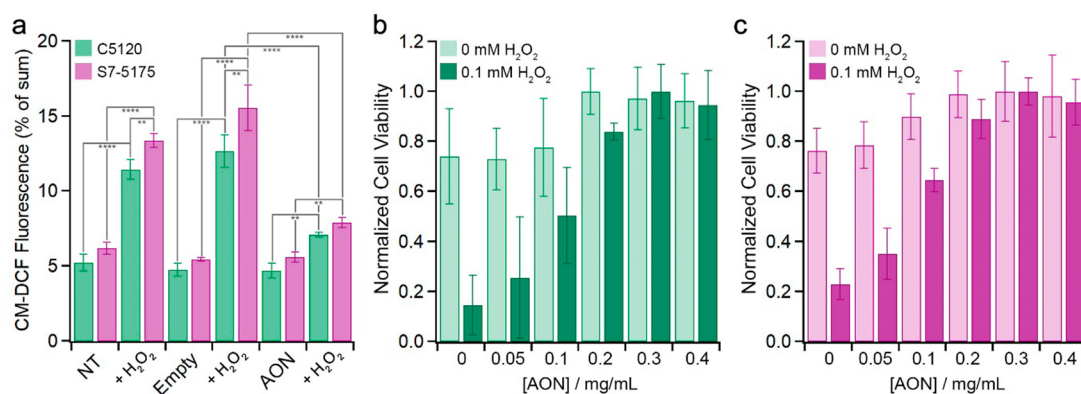 a
CM-DCF Fluorescence (% of sum)
20
15
10
5
0
C5120
S7-5175
****
**
****
****
**
****
****
****
**
**
NT
+ H₂O₂
Empty
+ H₂O₂
AON
+ H₂O₂
b
Normalized Cell Viability
1.2
1.0
0.8
0.6
0.4
0.2
0.0
0 mM H₂O₂
0.1 mM H₂O₂
0 0.05 0.1 0.2 0.3 0.4
[AON] / mg/mL
c
Normalized Cell Viability
1.2
1.0
0.8
0.6
0.4
0.2
0.0
0 mM H₂O₂
0.1 mM H₂O₂
0 0.05 0.1 0.2 0.3 0.4
[AON] / mg/mL